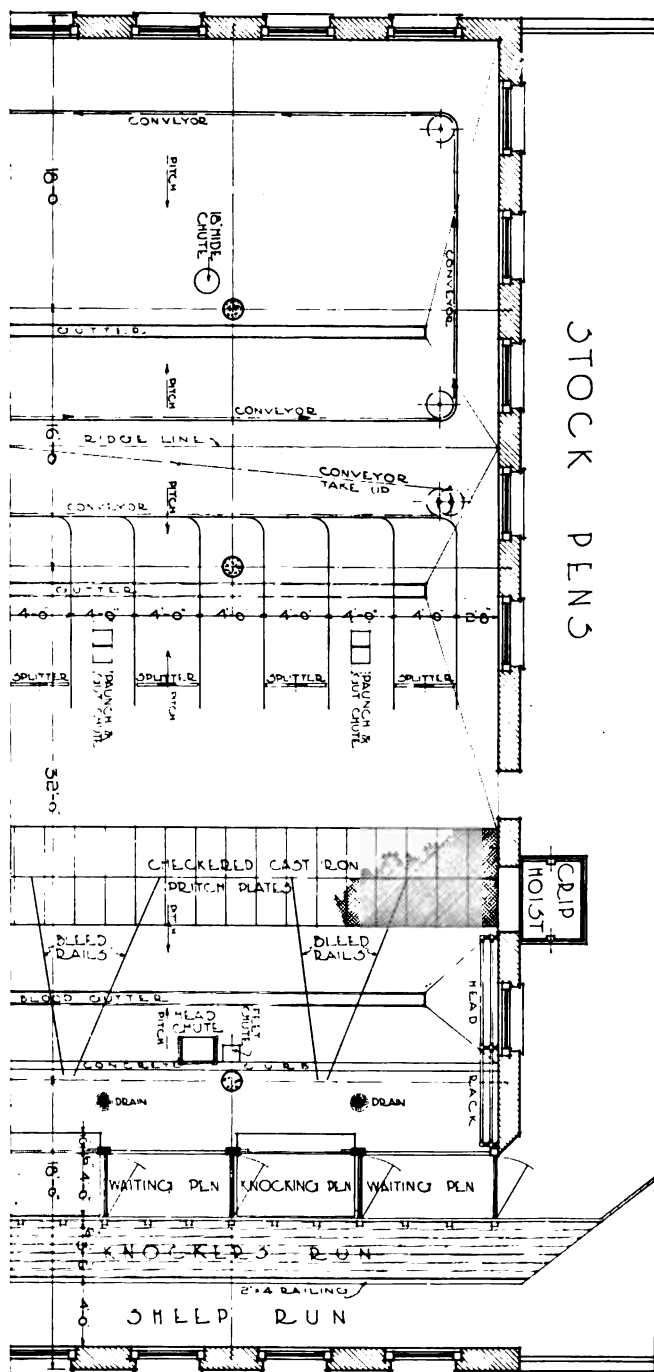 CONVEYOR
PITCH
18'-0"
18" HIDE
CHUTE
CONVEYOR
GUTTER
STOCK PENS
PITCH
CONVEYOR
16'-0"
RIDGE LINE
CONVEYOR
TAKE UP
CONVEYOR
PITCH
GUTTER
4'-0" 4'-0" 4'-0" 4'-0" 4'-0" 4'-0" 4'-0"
SPLITTER
PAUNCH &
GUT CHUTE
SPLITTER
PITCH
SPLITTER
PAUNCH &
GUT CHUTE
SPLITTER
32'-0"
CHECKERED CAST IRON
PRITCH PLATES
CRIP
HOIST
PITCH
BLEED
RAILS
BLEED
RAILS
BLOOD GUTTER
HEAD
CHUTE
FEET
CHUTE
PITCH
HEAD RACK
CONCRETE CURB
DRAIN
DRAIN
18'-0"
WAITING PEN
KNOCKING PEN
WAITING PEN
KNOCKERS RUN
2"x4" RAILING
SHEEP RUN
4'-0"